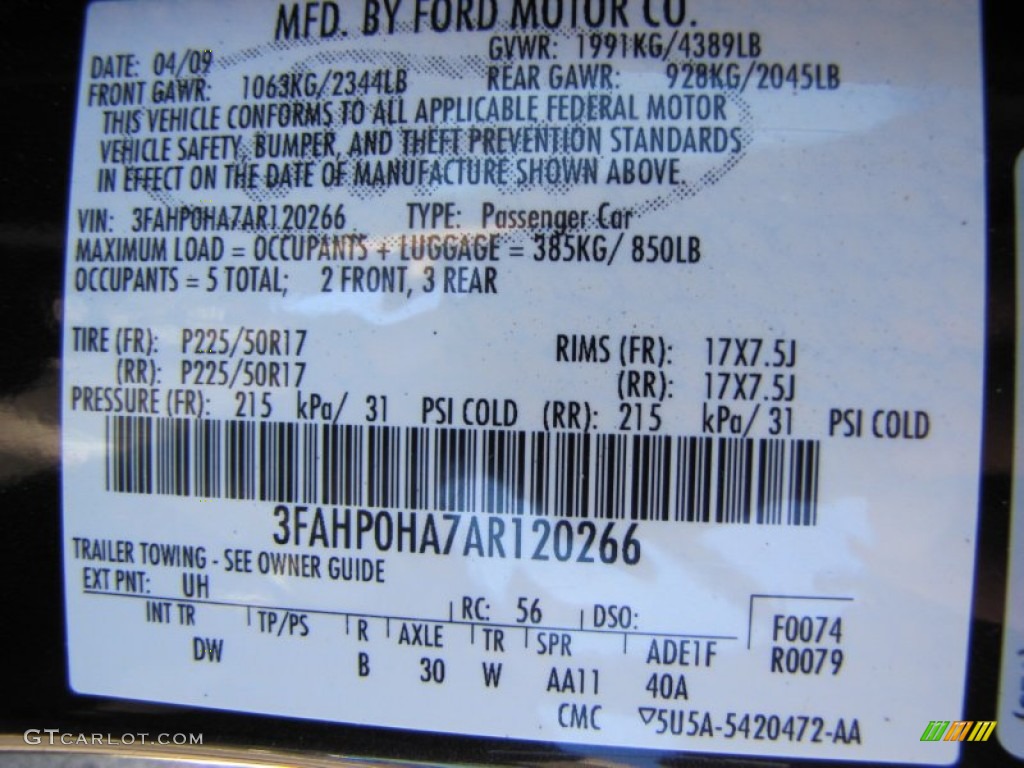 MFD. BY FORD MOTOR CO.
DATE: 04/09 GVWR: 1991KG/4389LB
FRONT GAWR: 1063KG/2344LB REAR GAWR: 928KG/2045LB
THIS VEHICLE CONFORMS TO ALL APPLICABLE FEDERAL MOTOR
VEHICLE SAFETY, BUMPER, AND THEFT PREVENTION STANDARDS
IN EFFECT ON THE DATE OF MANUFACTURE SHOWN ABOVE.
VIN: 3FAHP0HA7AR120266 TYPE: Passenger Car
MAXIMUM LOAD = OCCUPANTS + LUGGAGE = 385KG/ 850LB
OCCUPANTS = 5 TOTAL; 2 FRONT, 3 REAR
TIRE (FR): P225/50R17 RIMS (FR): 17X7.5J
(RR): P225/50R17 (RR): 17X7.5J
PRESSURE (FR): 215 kPa/ 31 PSI COLD (RR): 215 kPa/ 31 PSI COLD
3FAHP0HA7AR120266
TRAILER TOWING - SEE OWNER GUIDE
EXT PNT: UH RC: 56 DSO: F0074
INT TR TP/PS R AXLE TR SPR ADE1F R0079
DW B 30 W AA11 40A
CMC ▽5U5A-5420472-AA
GTCARLOT.COM